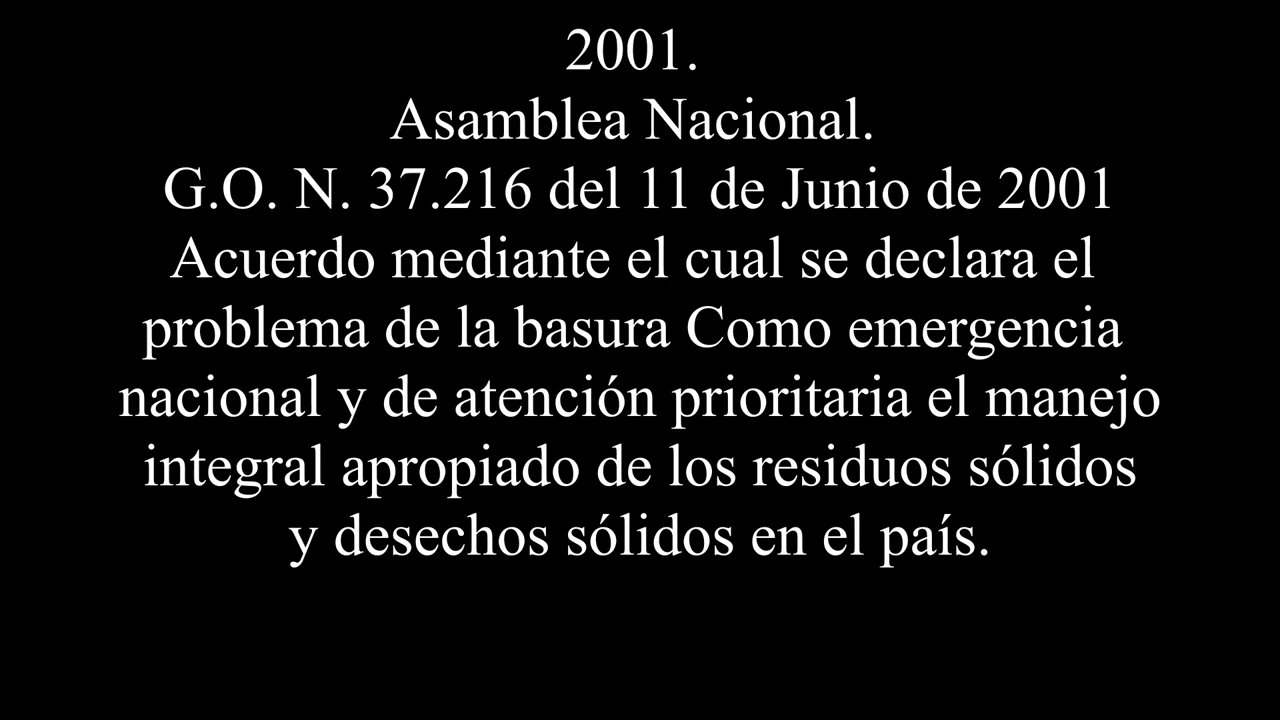 2001.
Asamblea Nacional.
G.O. N. 37.216 del 11 de Junio de 2001
Acuerdo mediante el cual se declara el
problema de la basura Como emergencia
nacional y de atención prioritaria el manejo
integral apropiado de los residuos sólidos
y desechos sólidos en el país.